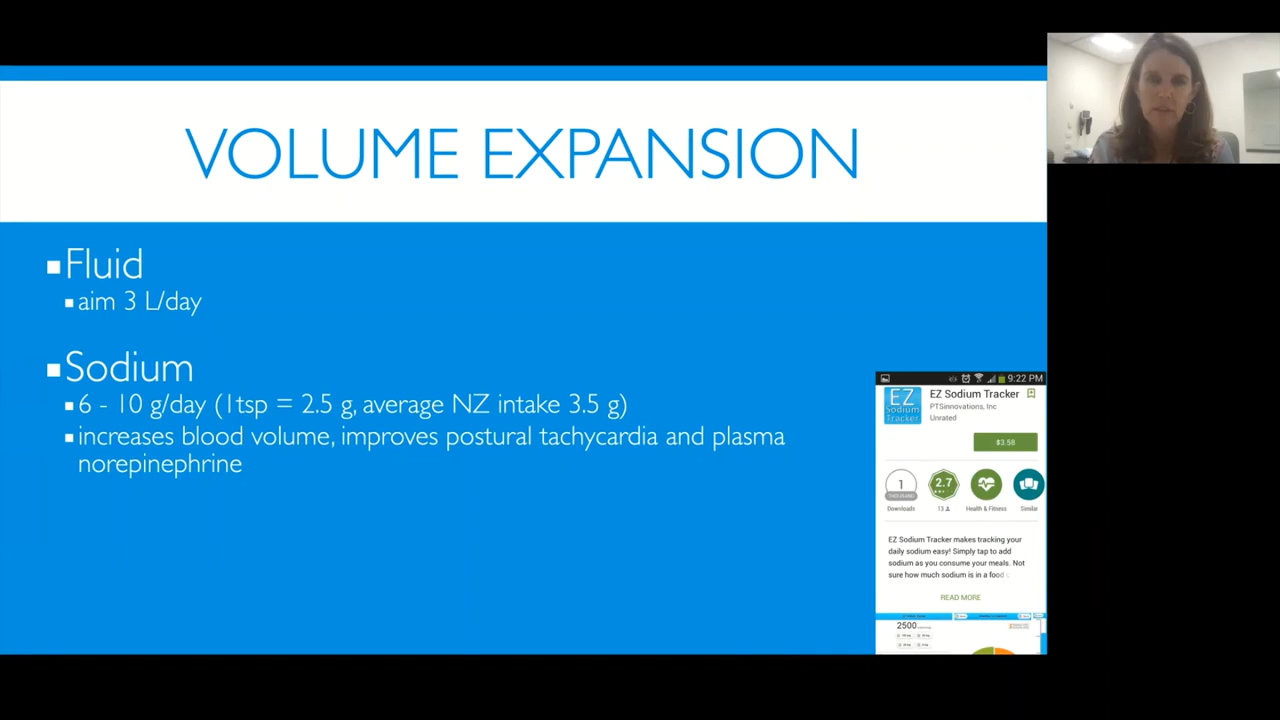 VOLUME EXPANSION
Fluid
aim 3 L/day
Sodium
6 - 10 g/day (1tsp = 2.5 g, average NZ intake 3.5 g)
increases blood volume, improves postural tachycardia and plasma
norepinephrine
9:22 PM
EZ Sodium Tracker
EZ Sodium Tracker
PTSinnovations, Inc
Unrated
$3.58
1
THOUSAND
2.7
Downloads
13
Health & Fitness
Similar
EZ Sodium Tracker makes tracking your
daily sodium easy! Simply tap to add
sodium as you consume your meals. Not
sure how much sodium is in a food
READ MORE
2500